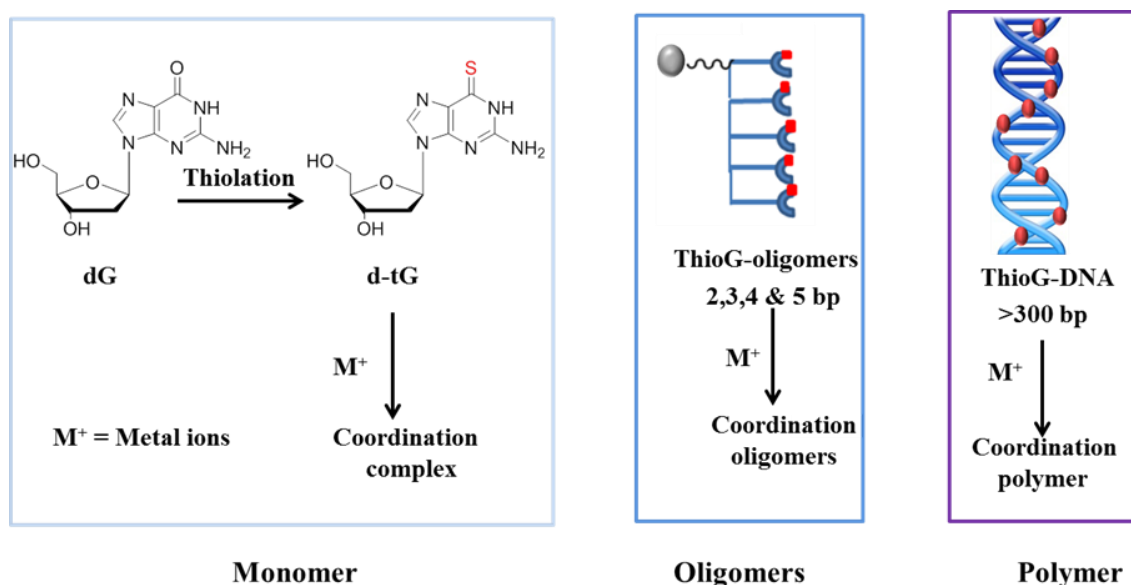 O
N
NH
N
N
NH₂
HO
O
OH
dG
Thiolation
S
N
NH
N
N
NH₂
HO
O
OH
d-tG
M⁺
M⁺ = Metal ions
Coordination
complex
ThioG-oligomers
2,3,4 & 5 bp
M⁺
Coordination
oligomers
ThioG-DNA
>300 bp
M⁺
Coordination
polymer
Monomer
Oligomers
Polymer